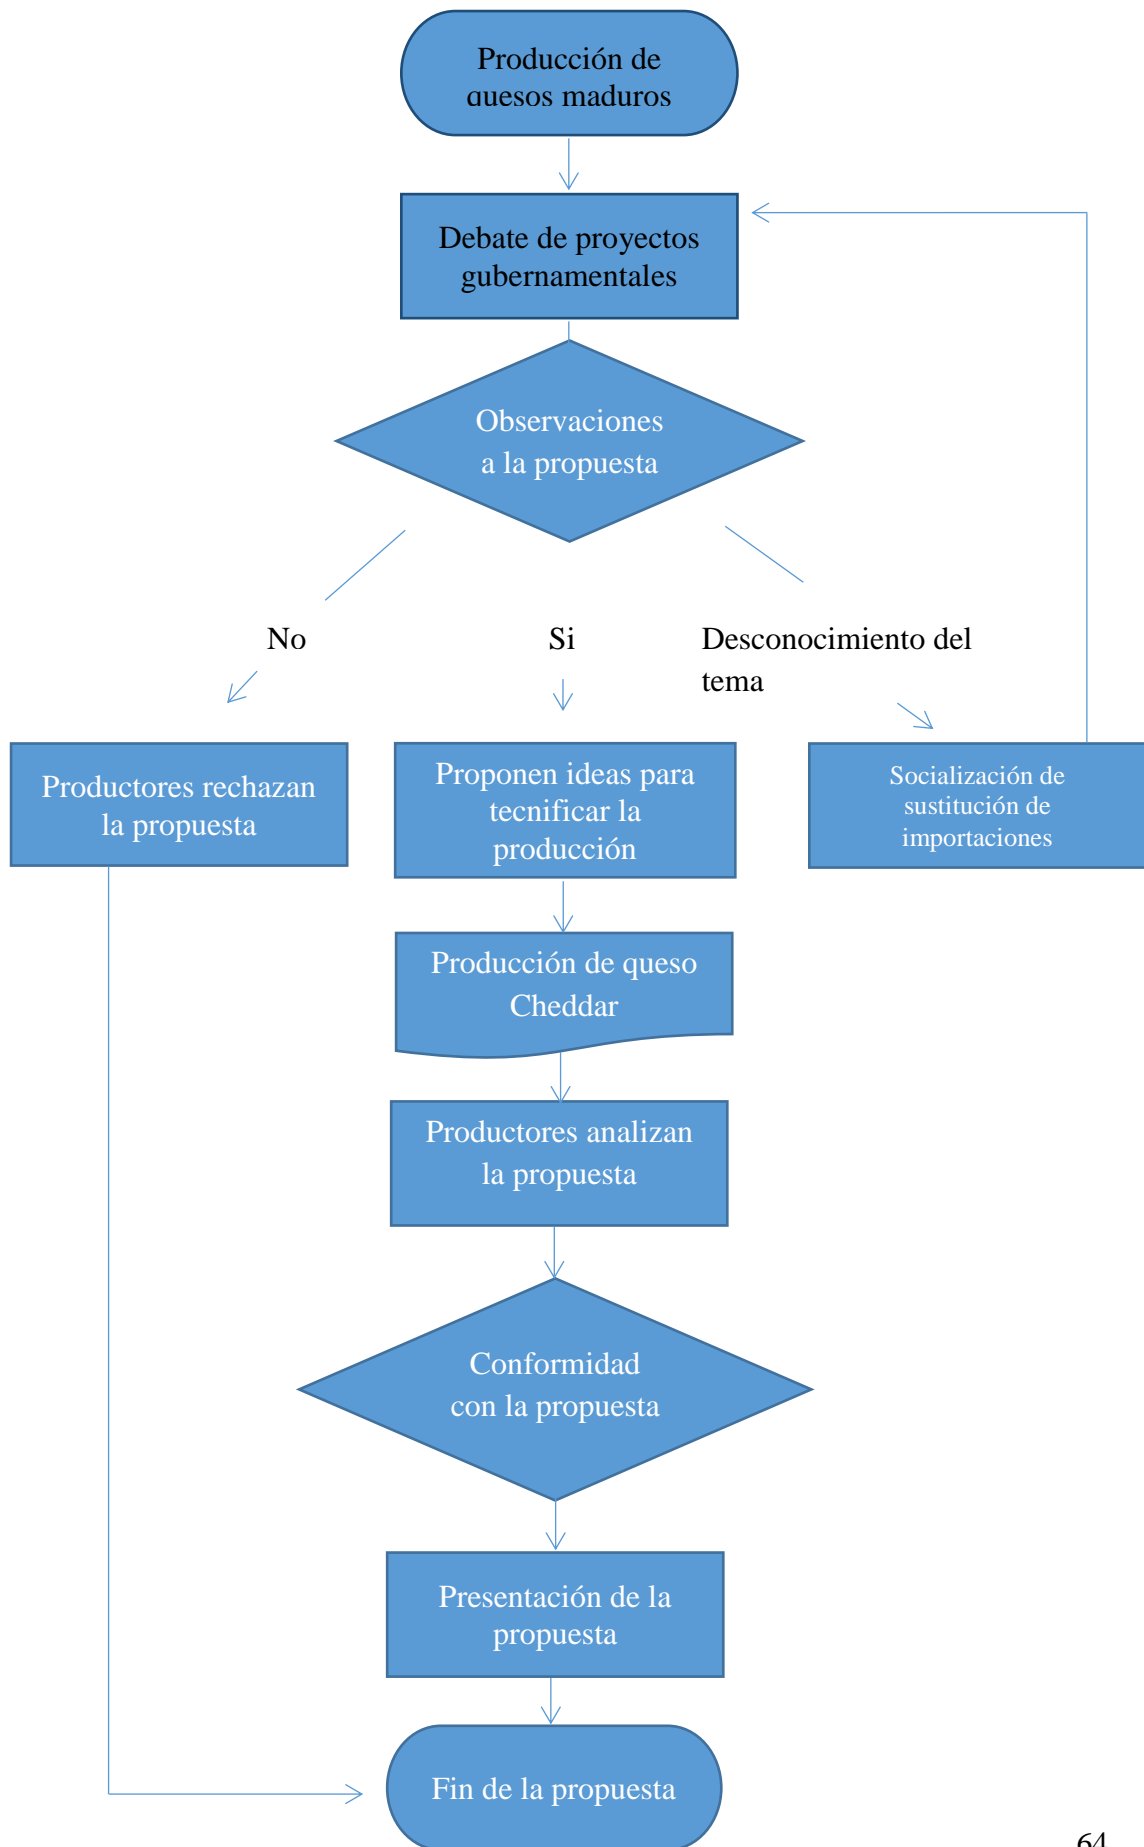 Producción de
quesos maduros
Debate de proyectos
gubernamentales
Observaciones
a la propuesta
No
Si
Desconocimiento del
tema
Productores rechazan
la propuesta
Proponen ideas para
tecnificar la
producción
Socialización de
sustitución de
importaciones
Producción de queso
Cheddar
Productores analizan
la propuesta
Conformidad
con la propuesta
Presentación de la
propuesta
Fin de la propuesta
64